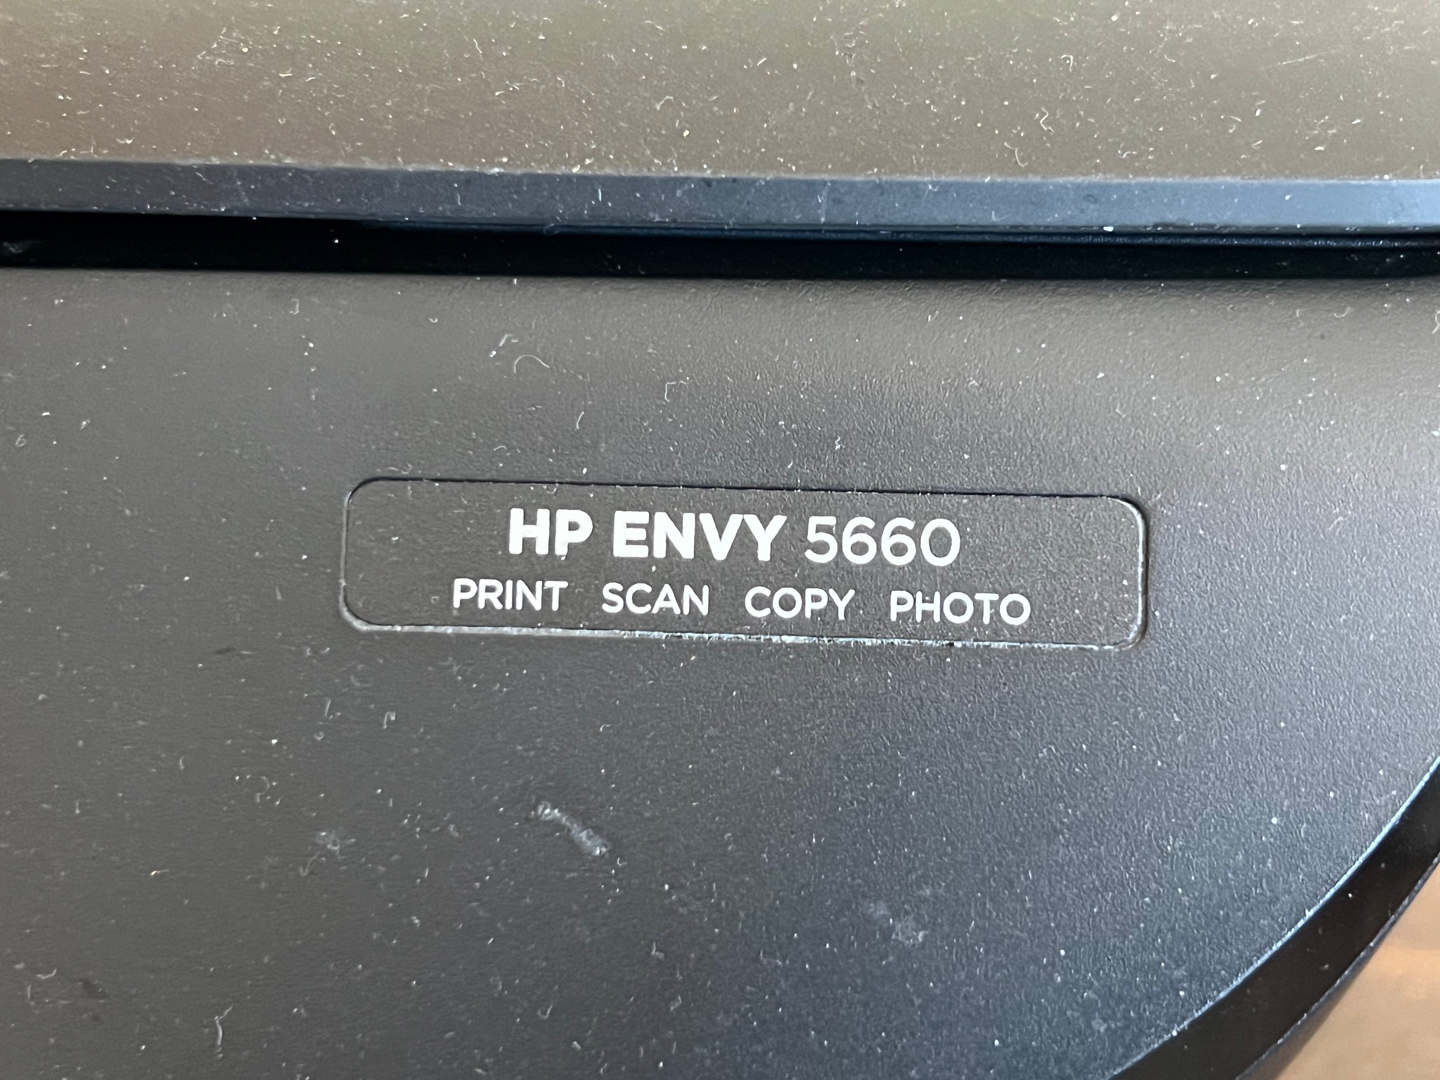 HP ENVY 5660
PRINT SCAN COPY PHOTO